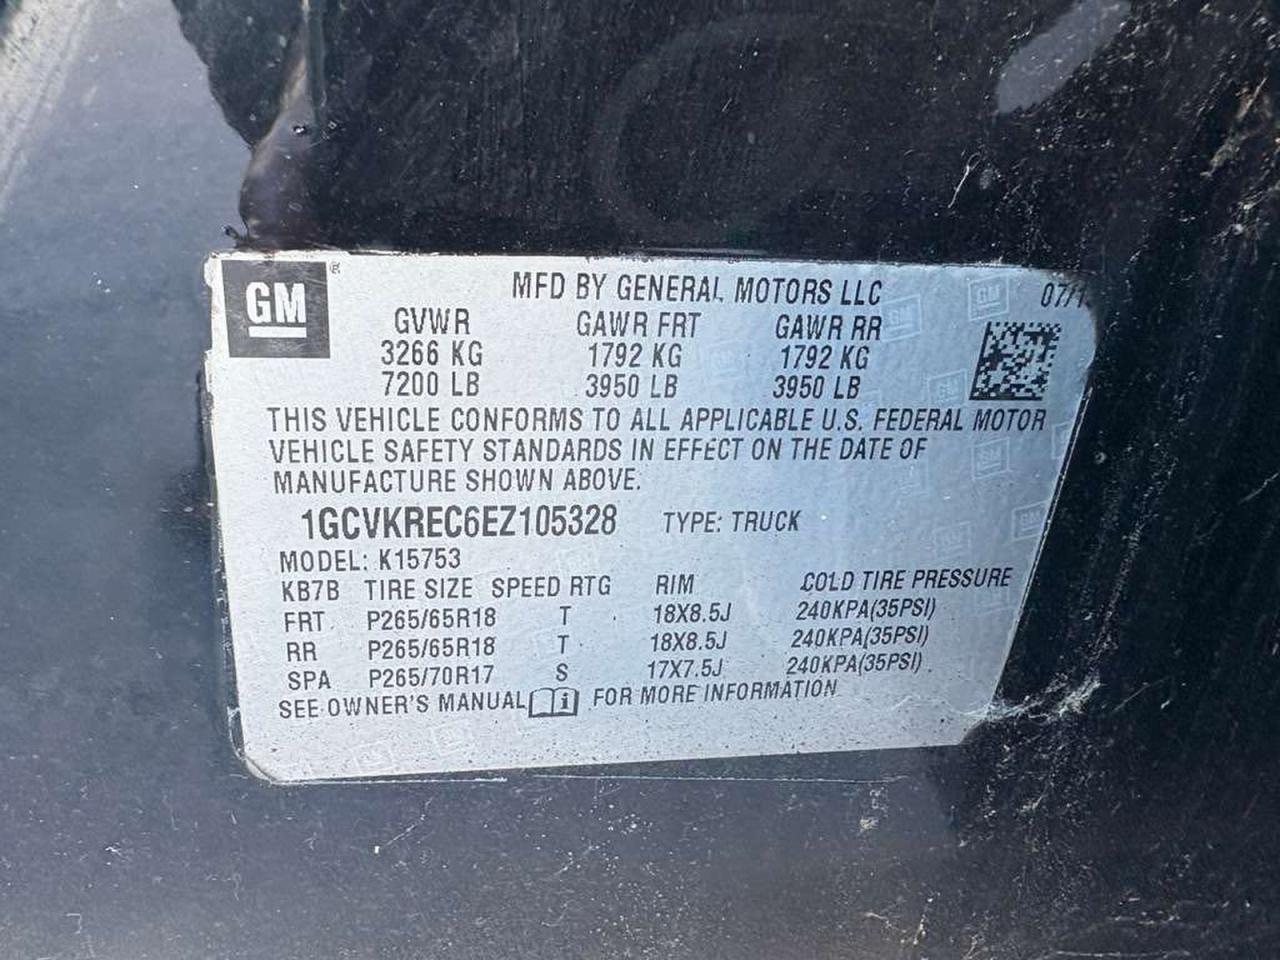 GM ®
MFD BY GENERAL MOTORS LLC 07/1
GVWR GAWR FRT GAWR RR
3266 KG 1792 KG 1792 KG
7200 LB 3950 LB 3950 LB
THIS VEHICLE CONFORMS TO ALL APPLICABLE U.S. FEDERAL MOTOR
VEHICLE SAFETY STANDARDS IN EFFECT ON THE DATE OF
MANUFACTURE SHOWN ABOVE.
1GCVKREC6EZ105328 TYPE: TRUCK
MODEL: K15753
KB7B TIRE SIZE SPEED RTG RIM COLD TIRE PRESSURE
FRT P265/65R18 T 18X8.5J 240KPA(35PSI)
RR P265/65R18 T 18X8.5J 240KPA(35PSI)
SPA P265/70R17 S 17X7.5J 240KPA(35PSI)
SEE OWNER'S MANUAL FOR MORE INFORMATION